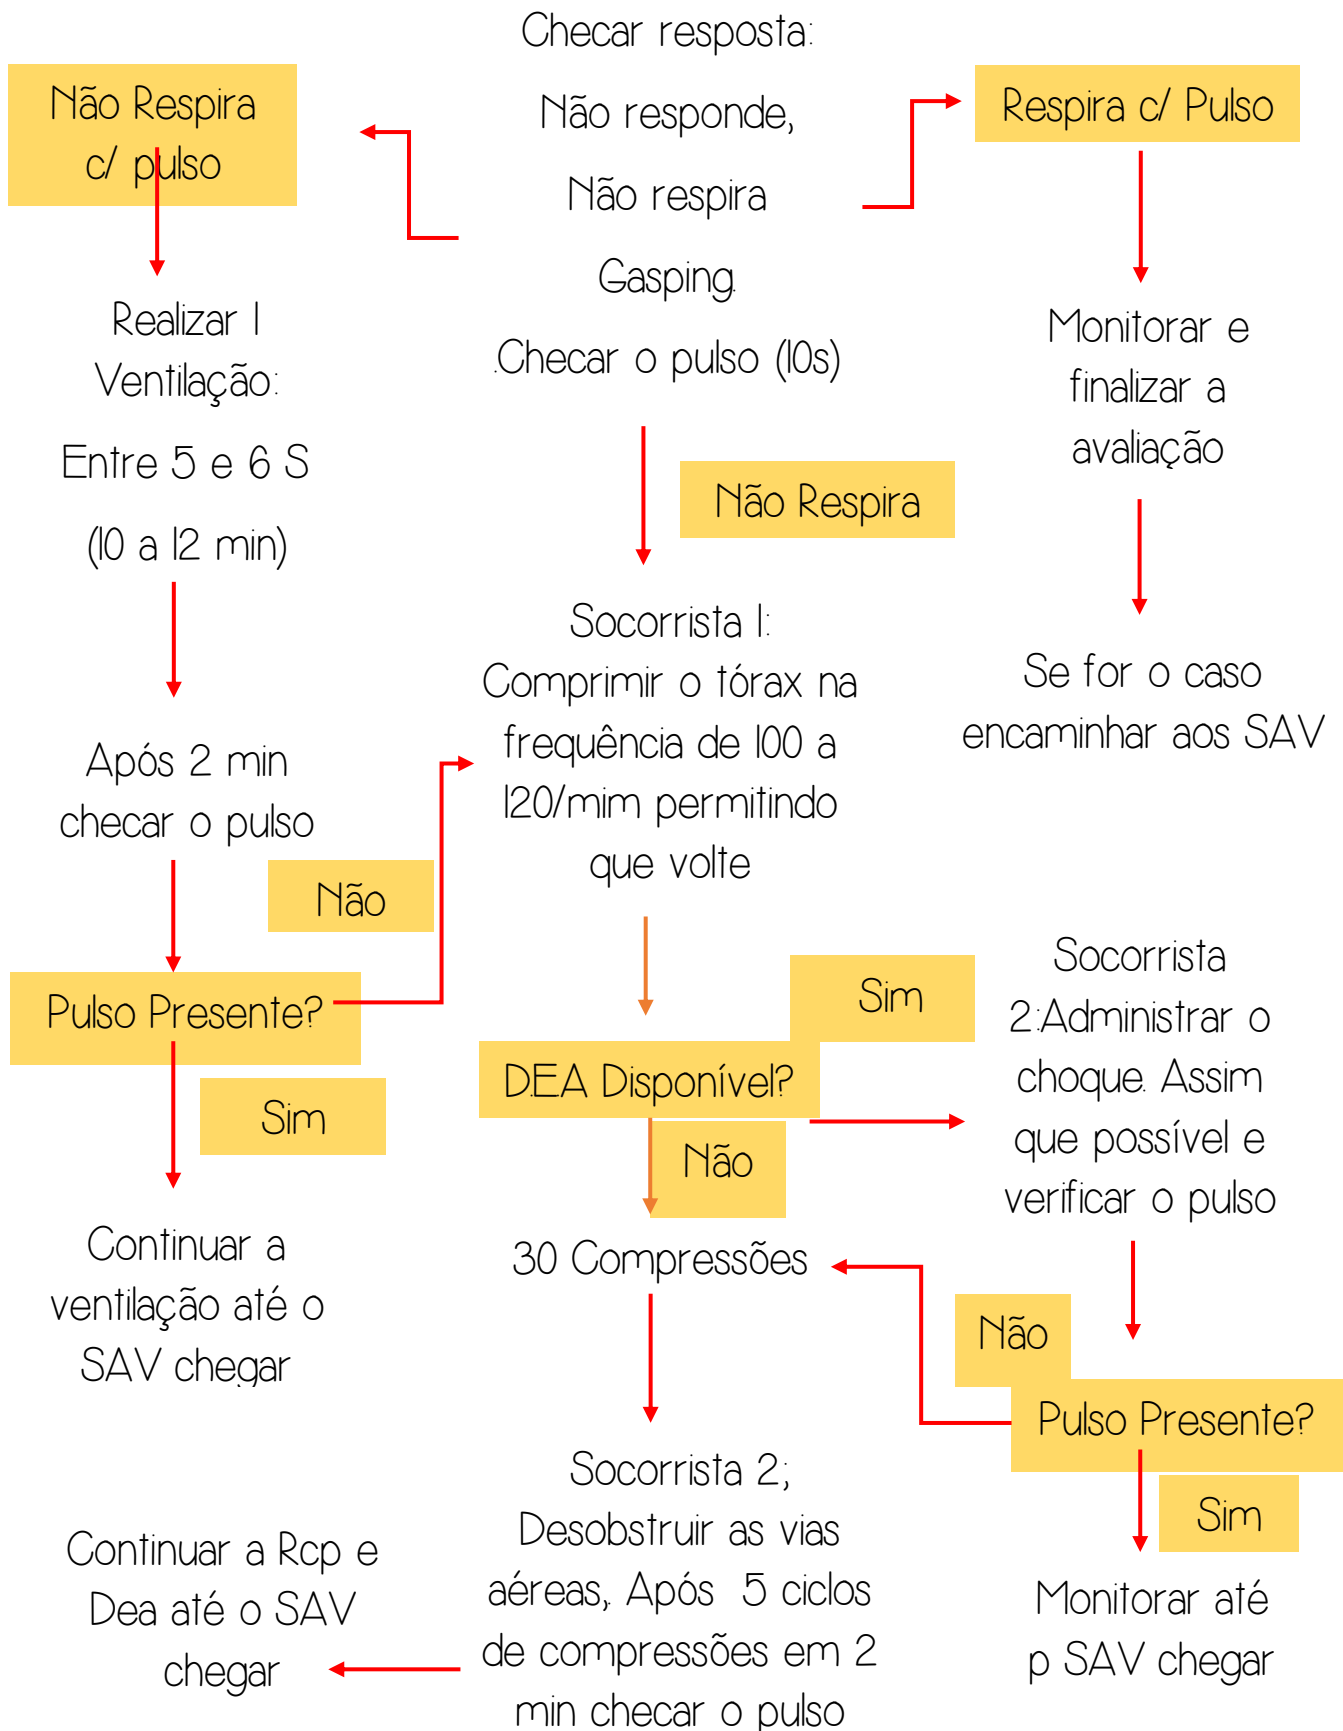 Checar resposta:
Não responde,
Não respira
Gasping.
.Checar o pulso (10s)
Não Respira
c/ pulso
Realizar 1
Ventilação:
Entre 5 e 6 S
(10 a 12 min)
Após 2 min
checar o pulso
Não
Pulso Presente?
Sim
Continuar a
ventilação até o
SAV chegar
Respira c/ Pulso
Monitorar e
finalizar a
avaliação
Se for o caso
encaminhar aos SAV
Não Respira
Socorrista 1:
Comprimir o tórax na
frequência de 100 a
120/mim permitindo
que volte
D.E.A Disponível?
Sim
Não
Socorrista
2:Administrar o
choque. Assim
que possível e
verificar o pulso
30 Compressões
Não
Pulso Presente?
Sim
Monitorar até
p SAV chegar
Socorrista 2;
Desobstruir as vias
aéreas,. Após 5 ciclos
de compressões em 2
min checar o pulso
Continuar a Rcp e
Dea até o SAV
chegar